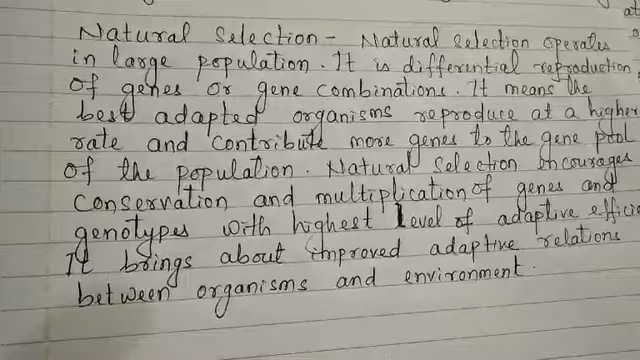 at
Natural Selection - Natural selection operates
in large population. It is differential reproduction,
of genes or gene combinations. It means the
best adapted organisms reproduce at a higher
rate and contribute more genes to the gene pool
of the population. Natural selection encourages
conservation and multiplication of genes and
genotypes with highest level of adaptive efficie
It brings about improved adaptive relations
between organisms and environment.